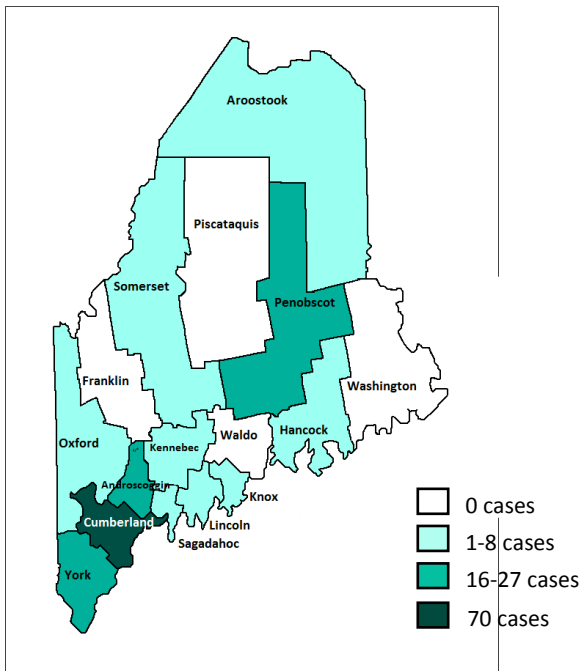 Aroostook
Piscataquis
Somerset
Penobscot
Franklin
Washington
Oxford
Kennebec
Waldo
Hancock
Androscoggin
Knox
Cumberland
Lincoln
Sagadahoc
York
0 cases
1-8 cases
16-27 cases
70 cases